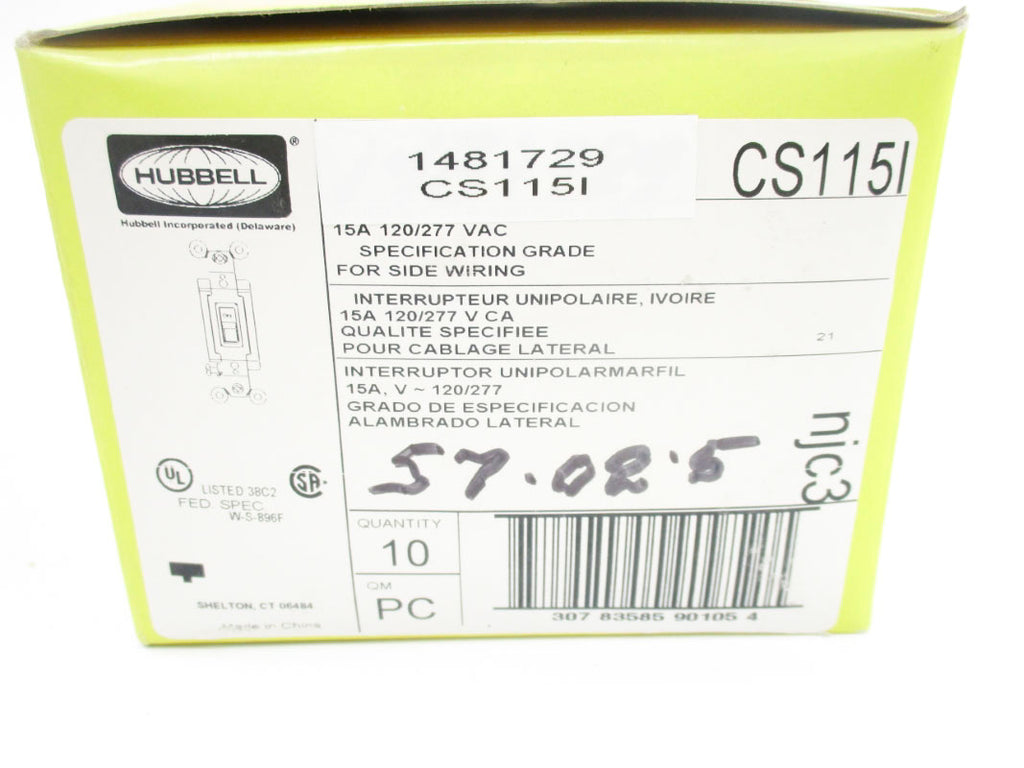 HUBBELL
®
Hubbell Incorporated (Delaware)
1481729
CS115I
CS115I
15A 120/277 VAC
SPECIFICATION GRADE
FOR SIDE WIRING
INTERRUPTEUR UNIPOLAIRE, IVOIRE
15A 120/277 V CA
QUALITE SPECIFIEE
POUR CABLAGE LATERAL
21
INTERRUPTOR UNIPOLARMARFIL
15A, V ~ 120/277
GRADO DE ESPECIFICACION
ALAMBRADO LATERAL
njc3
57.02.5
UL
SA
LISTED 3BC2
FED. SPEC
W-S-896F
QUANTITY
10
QM
PC
SHELTON, CT 06484
Made in China
307 83585 90105 4